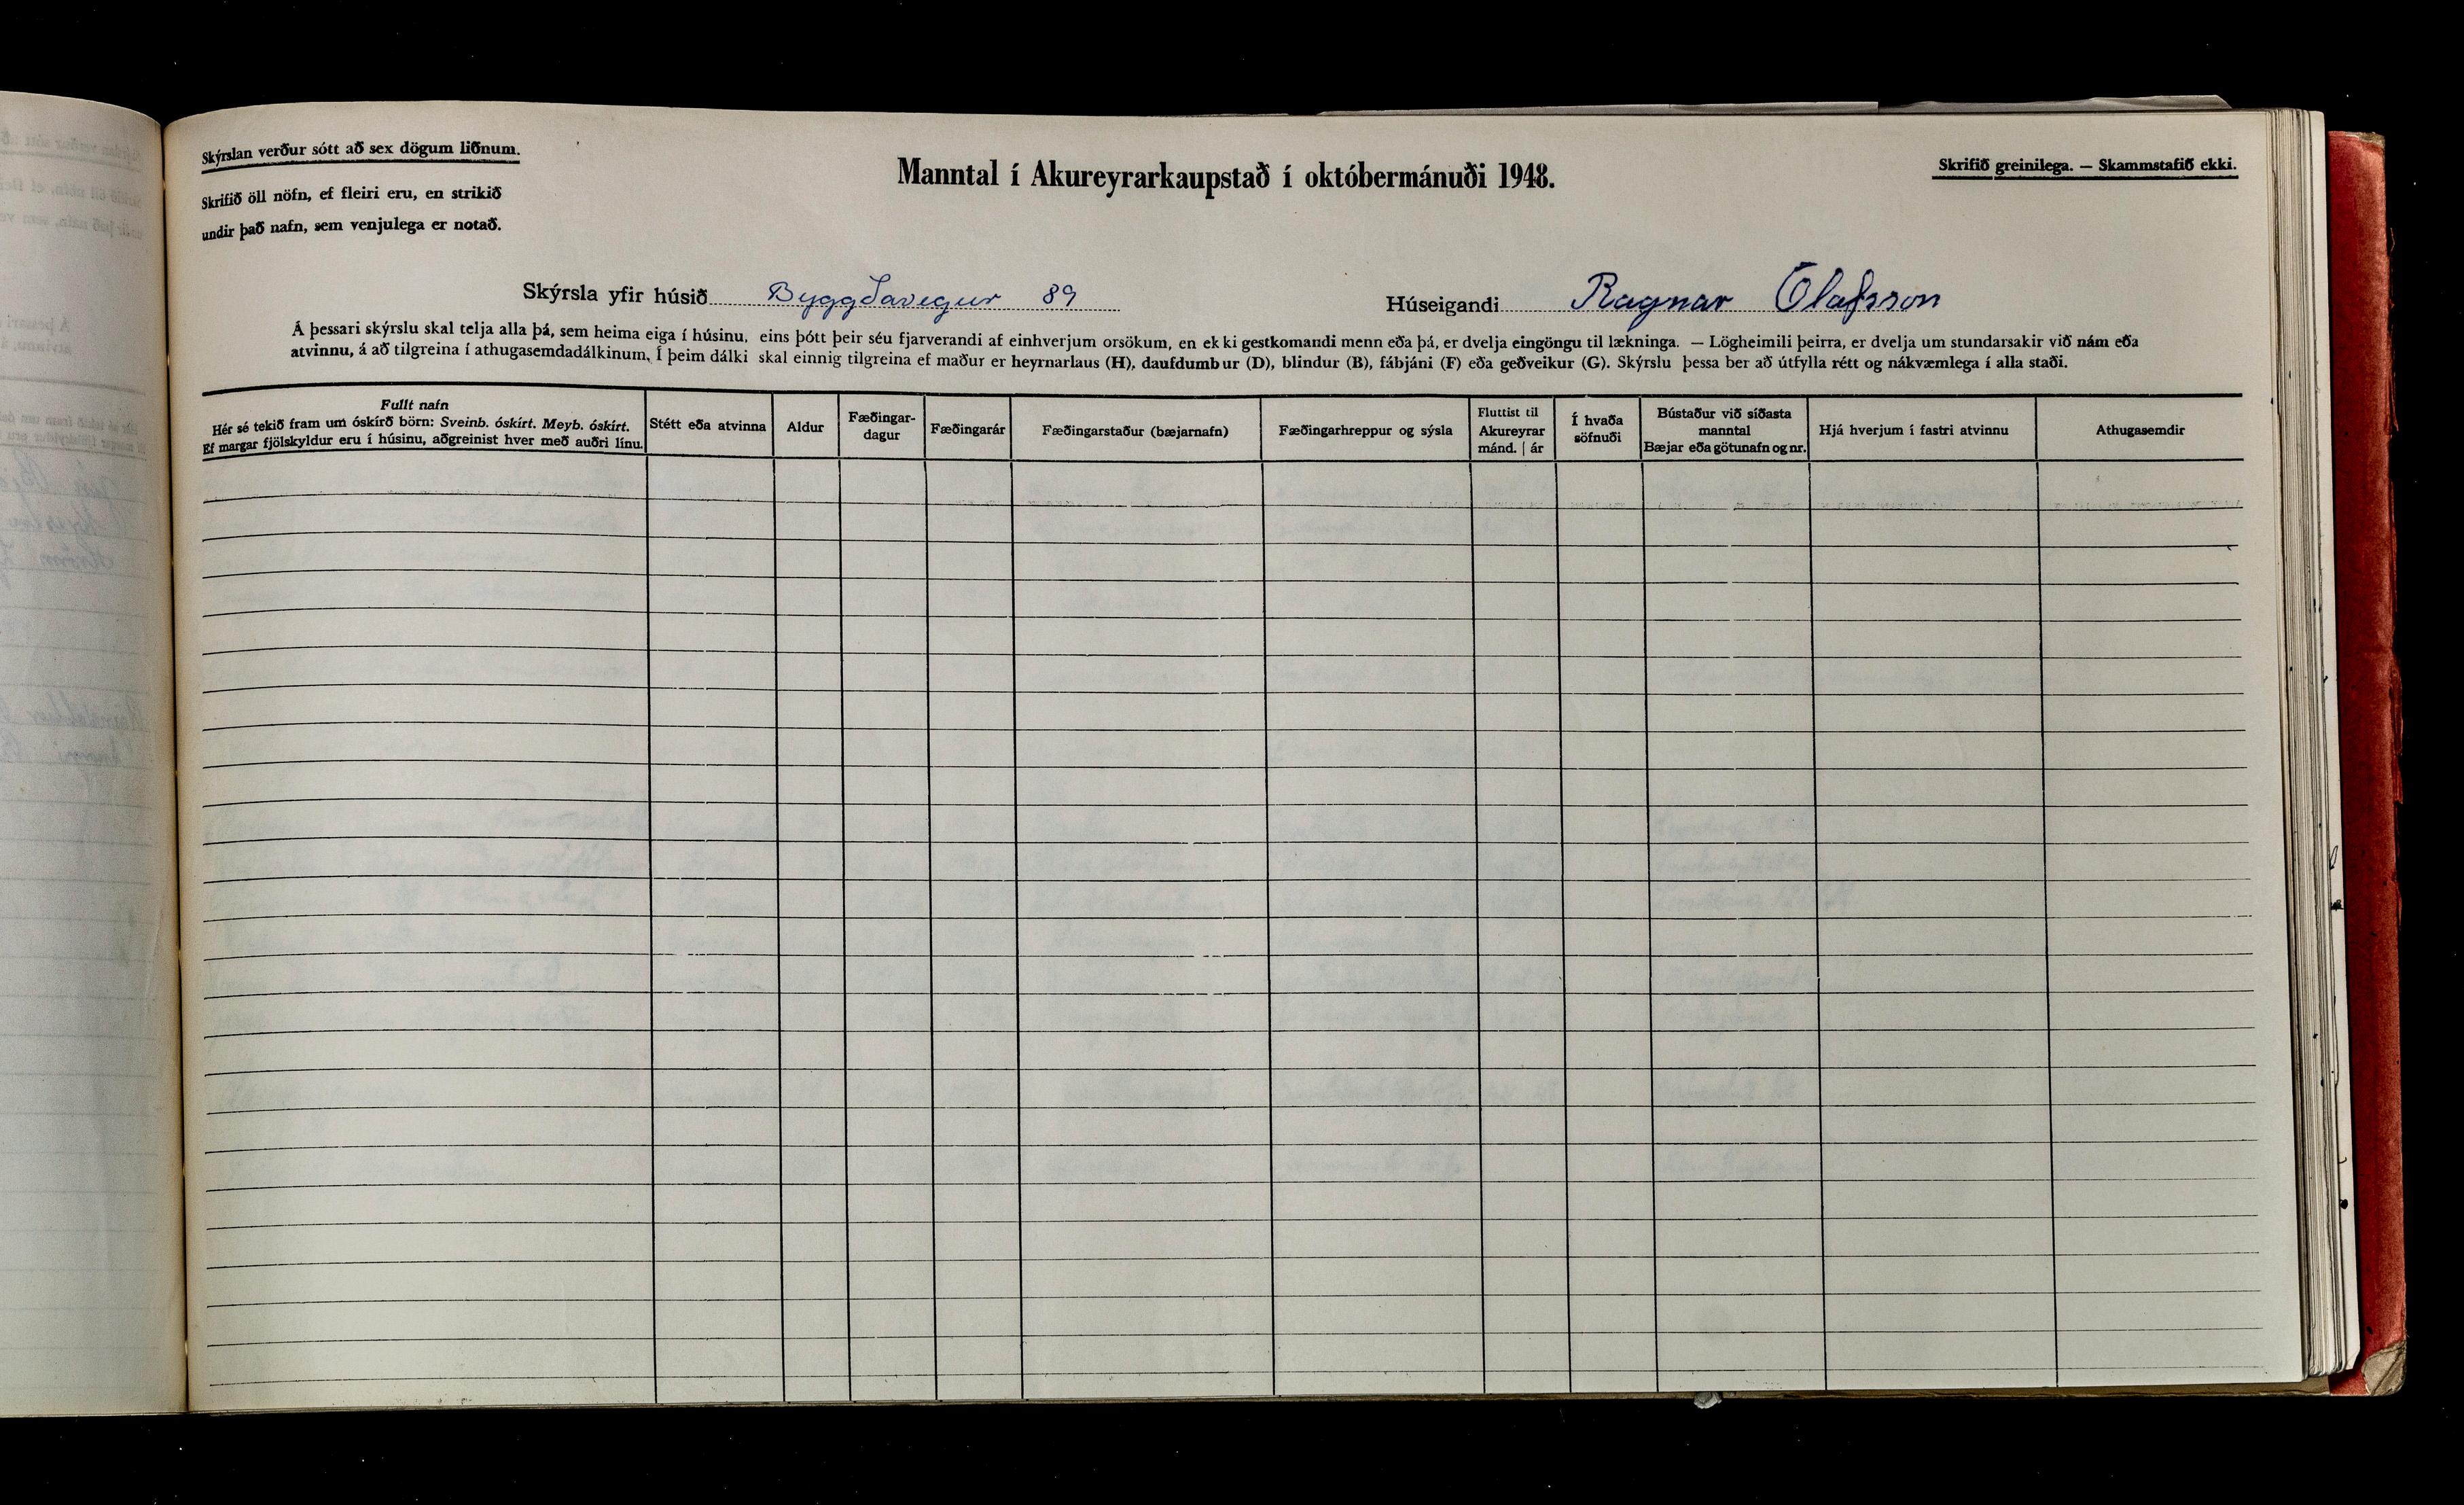 Skýrslan verður sótt að sex dögum liðnum.
Skrifið öll nöfn, ef fleiri eru, en strikið
undir það nafn, sem venjulega er notað.
Manntal í Akureyrarkaupstað í októbermánuði 1948.
Skrifið greinilega. — Skammstafið ekki.
Skýrsla yfir húsið Byggðavegur 89 Húseigandi Ragnar Ólafsson
Á þessari skýrslu skal telja alla þá, sem heima eiga í húsinu, eins þótt þeir séu fjarverandi af einhverjum orsökum, en ekki gestkomandi menn eða þá, er dvelja eingöngu til lækninga. — Lögheimili þeirra, er dvelja um stundarsakir við nám eða
atvinnu, á að tilgreina í athugasemdadálkinum. Í þeim dálki skal einnig tilgreina ef maður er heyrnarlaus (H), daufdumbur (D), blindur (B), fábjáni (F) eða geðveikur (G). Skýrslu þessa ber að útfylla rétt og nákvæmlega í alla staði.
Fullt nafn
Hér sé tekið fram um óskírð börn: Sveinb. óskírt. Meyb. óskírt.
Ef margar fjölskyldur eru í húsinu, aðgreinist hver með auðri línu.
Stétt eða atvinna
Aldur
Fæðingar-
dagur
Fæðingarár
Fæðingarstaður (bæjarnafn)
Fæðingarhreppur og sýsla
Fluttist til
Akureyrar
mánd. | ár
Í hvaða
söfnuði
Bústaður við síðasta
manntal
Bæjar eða götunafn og nr.
Hjá hverjum í fastri atvinnu
Athugasemdir